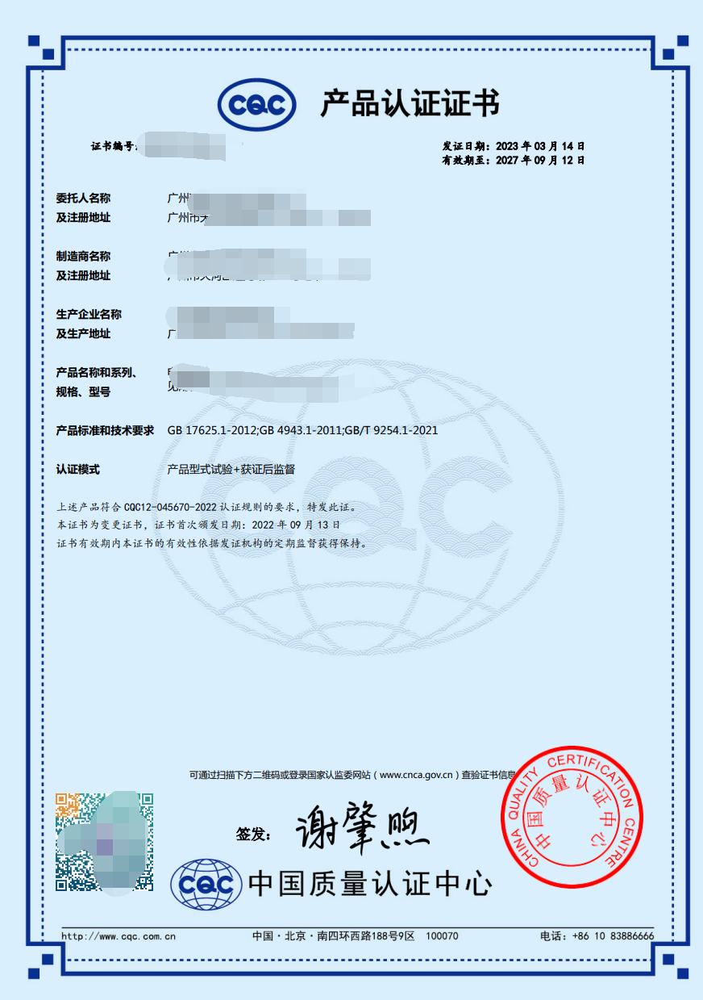 CQC 产品认证证书
证书编号:
发证日期: 2023 年 03 月 14 日
有效期至: 2027 年 09 月 12 日
委托人名称 广州
及注册地址 广州市天
制造商名称
及注册地址
生产企业名称
及生产地址 广
产品名称和系列、
规格、型号 见
产品标准和技术要求 GB 17625.1-2012;GB 4943.1-2011;GB/T 9254.1-2021
认证模式 产品型式试验+获证后监督
上述产品符合 CQC12-045670-2022 认证规则的要求, 特发此证。
本证书为变更证书, 证书首次颁发日期: 2022 年 09 月 13 日
证书有效期内本证书的有效性依据发证机构的定期监督获得保持。
CQC
可通过扫描下方二维码或登录国家认监委网站（www.cnca.gov.cn）查验证书信息
签发: 谢肇煦
CHINA QUALITY CERTIFICATION CENTRE
中国质量认证中心
CQC 中国质量认证中心
http://www.cqc.com.cn 中国·北京·南四环西路188号9区 100070 电话: +86 10 83886666